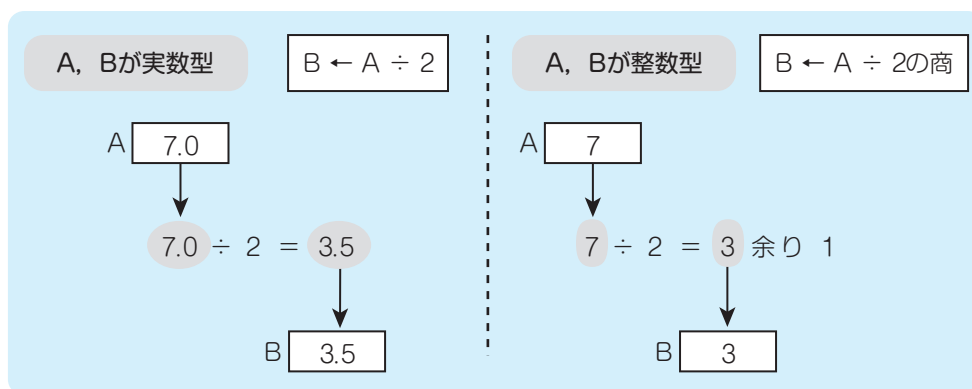 A, Bが実数型
B ← A ÷ 2
A 7.0
7.0 ÷ 2 = 3.5
B 3.5
A, Bが整数型
B ← A ÷ 2の商
A 7
7 ÷ 2 = 3 余り 1
B 3